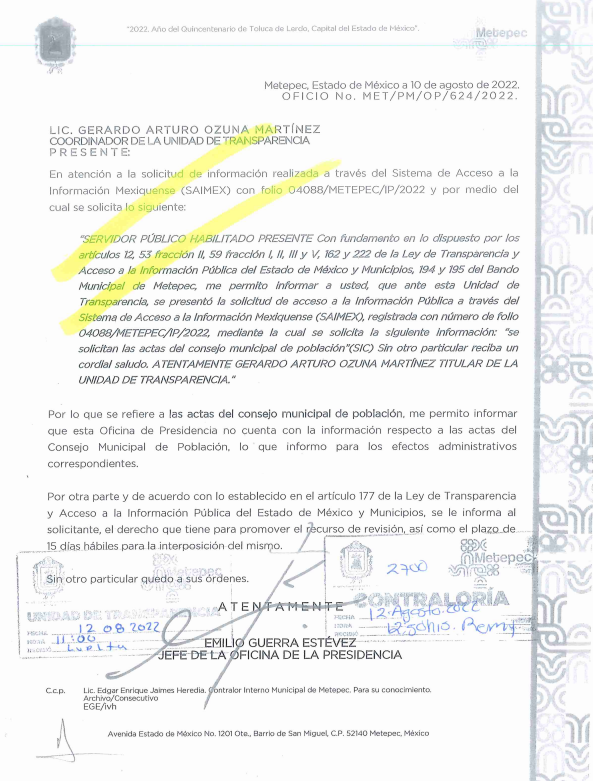 "2022. Año del Quincentenario de Toluca de Lerdo, Capital del Estado de México".
Metepec
Metepec, Estado de México a 10 de agosto de 2022.
OFICIO No. MET/PM/OP/624/2022.
LIC. GERARDO ARTURO OZUNA MARTÍNEZ
COORDINADOR DE LA UNIDAD DE TRANSPARENCIA
PRESENTE:
En atención a la solicitud de información realizada a través del Sistema de Acceso a la
Información Mexiquense (SAIMEX) con folio 04088/METEPEC/IP/2022 y por medio del
cual se solicita lo siguiente:
"SERVIDOR PÚBLICO HABILITADO PRESENTE Con fundamento en lo dispuesto por los
artículos 12, 53 fracción II, 59 fracción I, II, III y V, 162 y 222 de la Ley de Transparencia y
Acceso a la Información Pública del Estado de México y Municipios, 194 y 195 del Bando
Municipal de Metepec, me permito informar a usted, que ante esta Unidad de
Transparencia, se presentó la solicitud de acceso a la Información Pública a través del
Sistema de Acceso a la Información Mexiquense (SAIMEX), registrada con número de folio
04088/METEPEC/IP/2022, mediante la cual se solicita la siguiente información: "se
solicitan las actas del consejo municipal de población"(SIC) Sin otro particular reciba un
cordial saludo. ATENTAMENTE GERARDO ARTURO OZUNA MARTÍNEZ TITULAR DE LA
UNIDAD DE TRANSPARENCIA."
Por lo que se refiere a las actas del consejo municipal de población, me permito informar
que esta Oficina de Presidencia no cuenta con la información respecto a las actas del
Consejo Municipal de Población, lo que informo para los efectos administrativos
correspondientes.
Por otra parte y de acuerdo con lo establecido en el artículo 177 de la Ley de Transparencia
y Acceso a la Información Pública del Estado de México y Municipios, se le informa al
solicitante, el derecho que tiene para promover el recurso de revisión, así como el plazo de
15 días hábiles para la interposición del mismo.
Sin otro particular quedo a sus órdenes.
Metepec
UNIDAD DE TRANSPARENCIA
FECHA 12 08 2022
HORA 11:00
2700
Metepec
CONTRALORÍA
FECHA 12. Agosto. 2022
FIRMA
ATENTAMENTE
EMILIO GUERRA ESTÉVEZ
JEFE DE LA OFICINA DE LA PRESIDENCIA
C.c.p. Lic. Edgar Enrique Jaimes Heredia. Contralor Interno Municipal de Metepec. Para su conocimiento.
Archivo/Consecutivo
EGE/ivh
Avenida Estado de México No. 1201 Ote., Barrio de San Miguel, C.P. 52140 Metepec, México